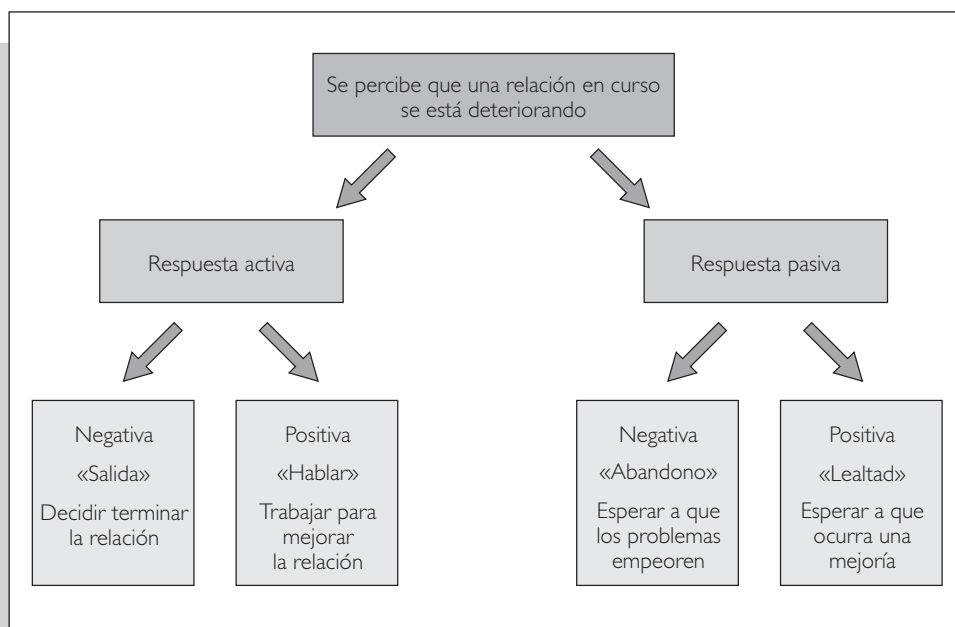 Se percibe que una relación en curso
se está deteriorando
Respuesta activa
Respuesta pasiva
Negativa
«Salida»
Decidir terminar
la relación
Positiva
«Hablar»
Trabajar para
mejorar
la relación
Negativa
«Abandono»
Esperar a que
los problemas
empeoren
Positiva
«Lealtad»
Esperar a que
ocurra una
mejoría